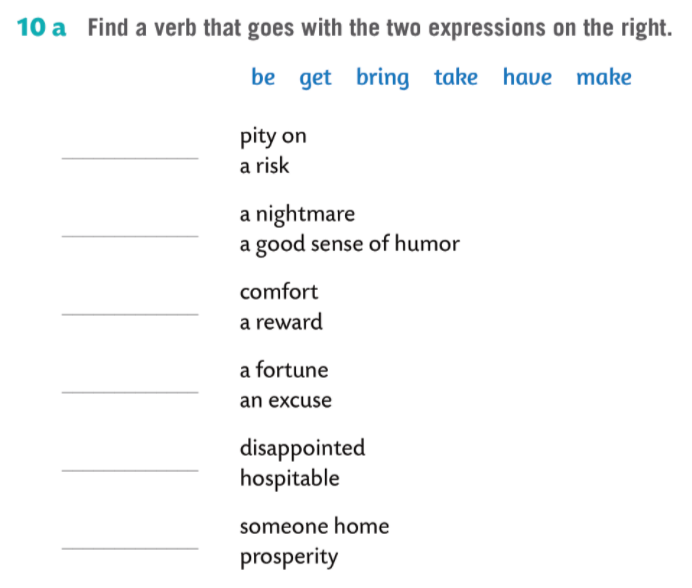 10 a Find a verb that goes with the two expressions on the right.
be get bring take have make
pity on
a risk
a nightmare
a good sense of humor
comfort
a reward
a fortune
an excuse
disappointed
hospitable
someone home
prosperity